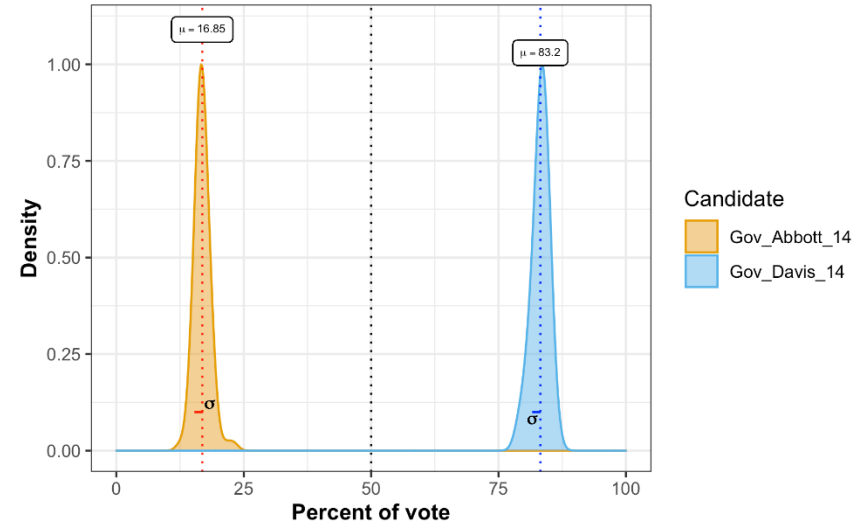 μ = 16.85
μ = 83.2
1.00
0.75
0.50
0.25
0.00
σ
σ
0 25 50 75 100
Percent of vote
Density
Candidate
Gov_Abbott_14
Gov_Davis_14